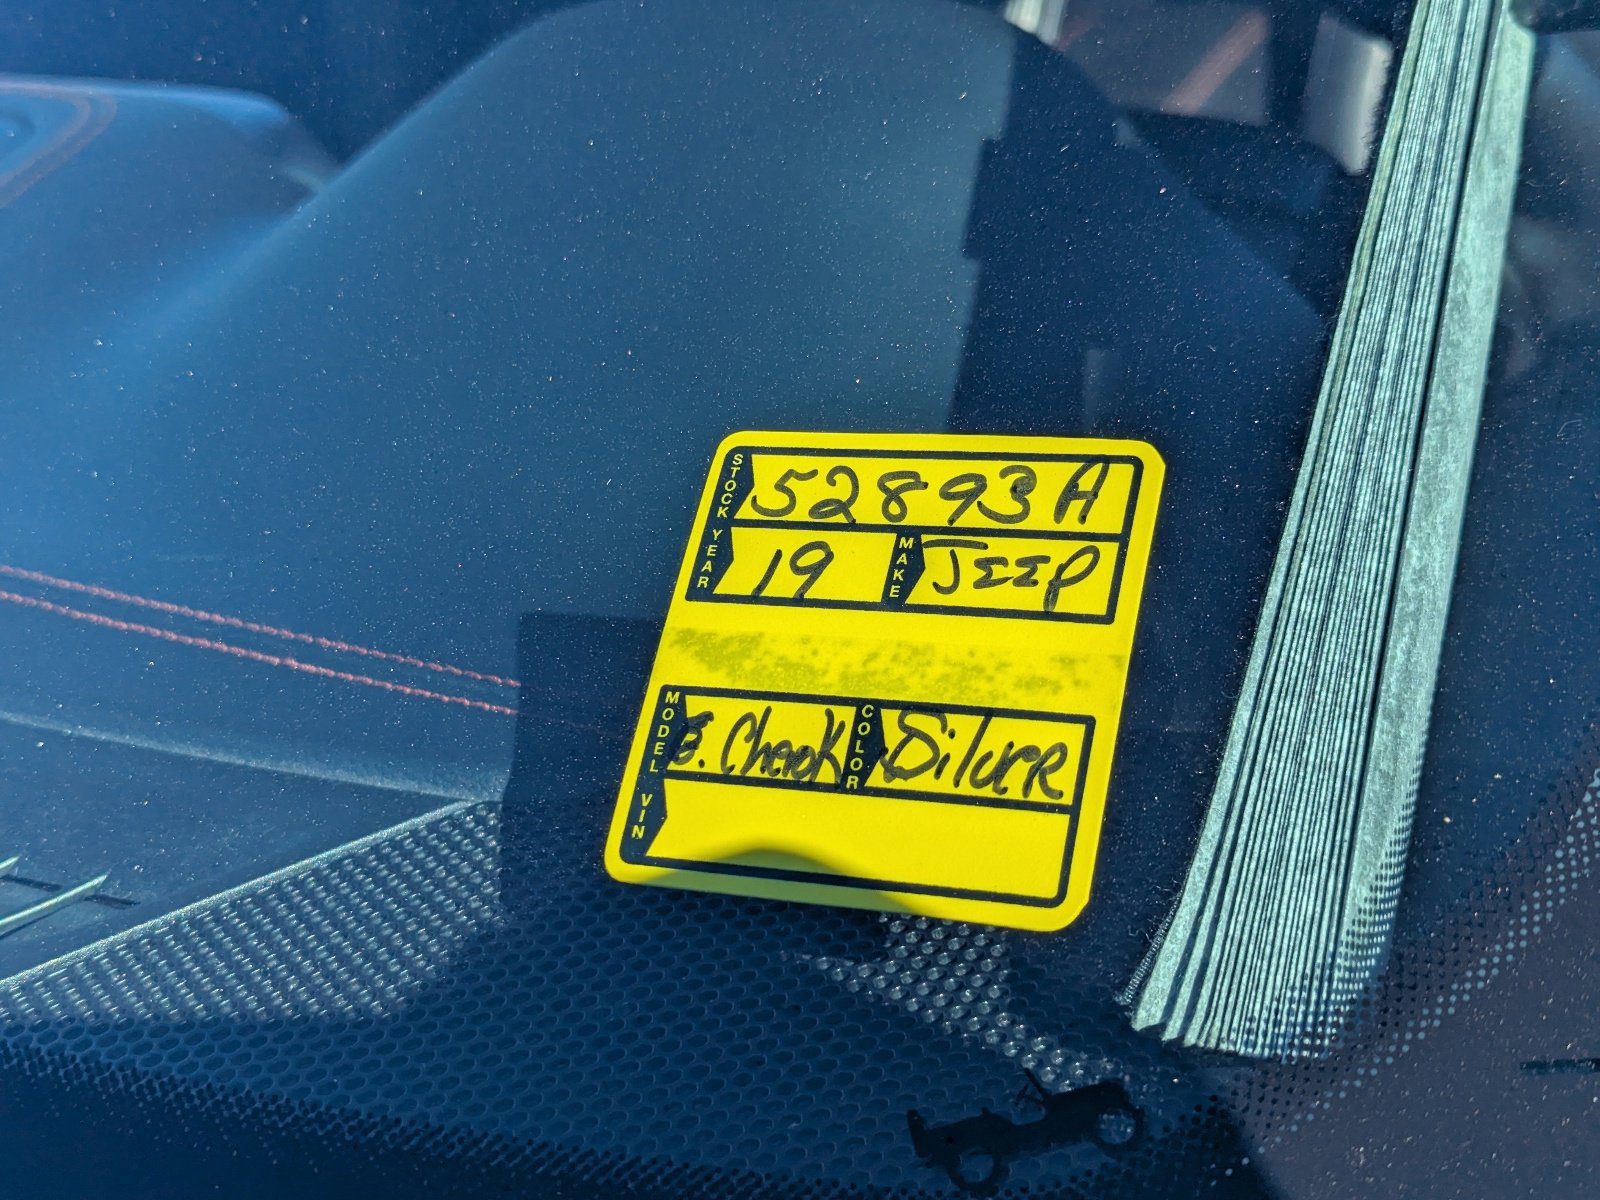 STOCK 52893A
YEAR 19 MAKE JEEP
MODEL G. CheroK COLOR Silver
VIN